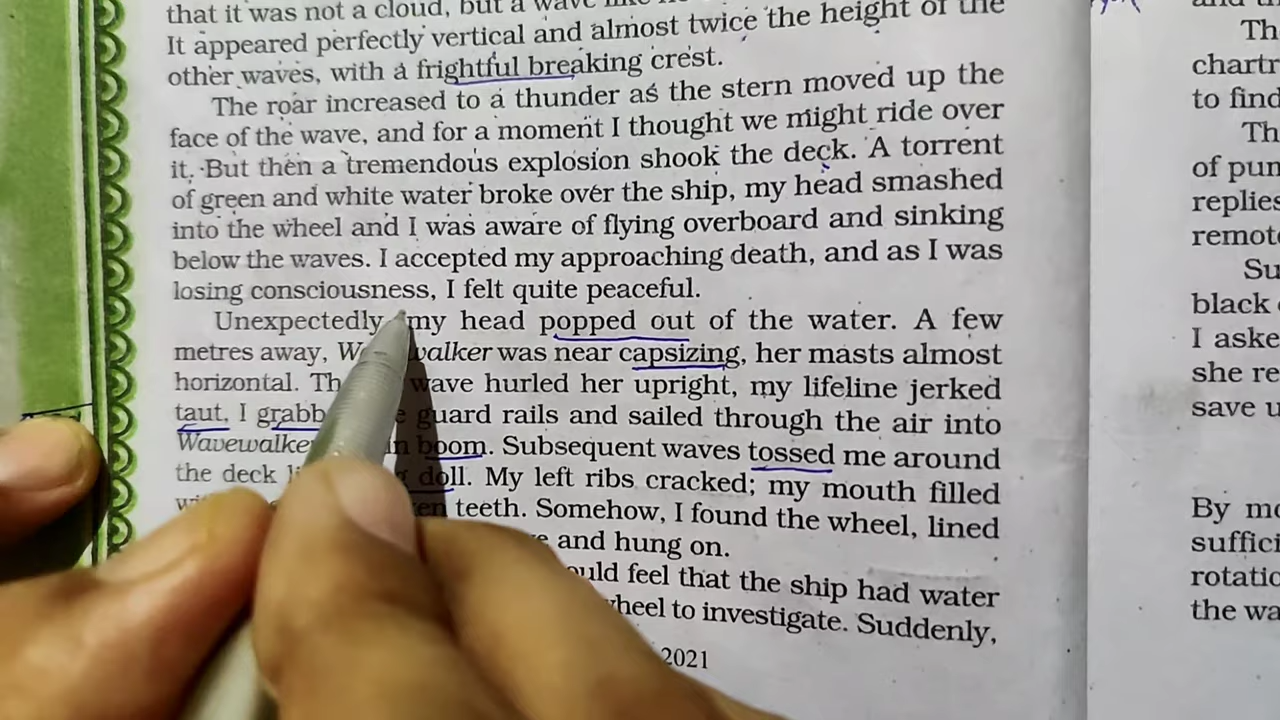 that it was not a cloud, but a wave like
It appeared perfectly vertical and almost twice the height of the
other waves, with a frightful breaking crest.
The roar increased to a thunder as the stern moved up the
face of the wave, and for a moment I thought we might ride over
it. But then a tremendous explosion shook the deck. A torrent
of green and white water broke over the ship, my head smashed
into the wheel and I was aware of flying overboard and sinking
below the waves. I accepted my approaching death, and as I was
losing consciousness, I felt quite peaceful.
Unexpectedly my head popped out of the water. A few
metres away, walker was near capsizing, her masts almost
horizontal. wave hurled her upright, my lifeline jerked
taut, I guard rails and sailed through the air into
Wavewalker boom. Subsequent waves tossed me around
the deck doll. My left ribs cracked; my mouth filled
teeth. Somehow, I found the wheel, lined
and hung on.
feel that the ship had water
wheel to investigate. Suddenly,
2021
Th
chartr
to find
Th
of pun
replies
remote
Su
black
I aske
she re
save u
By mo
suffici
rotatio
the wa